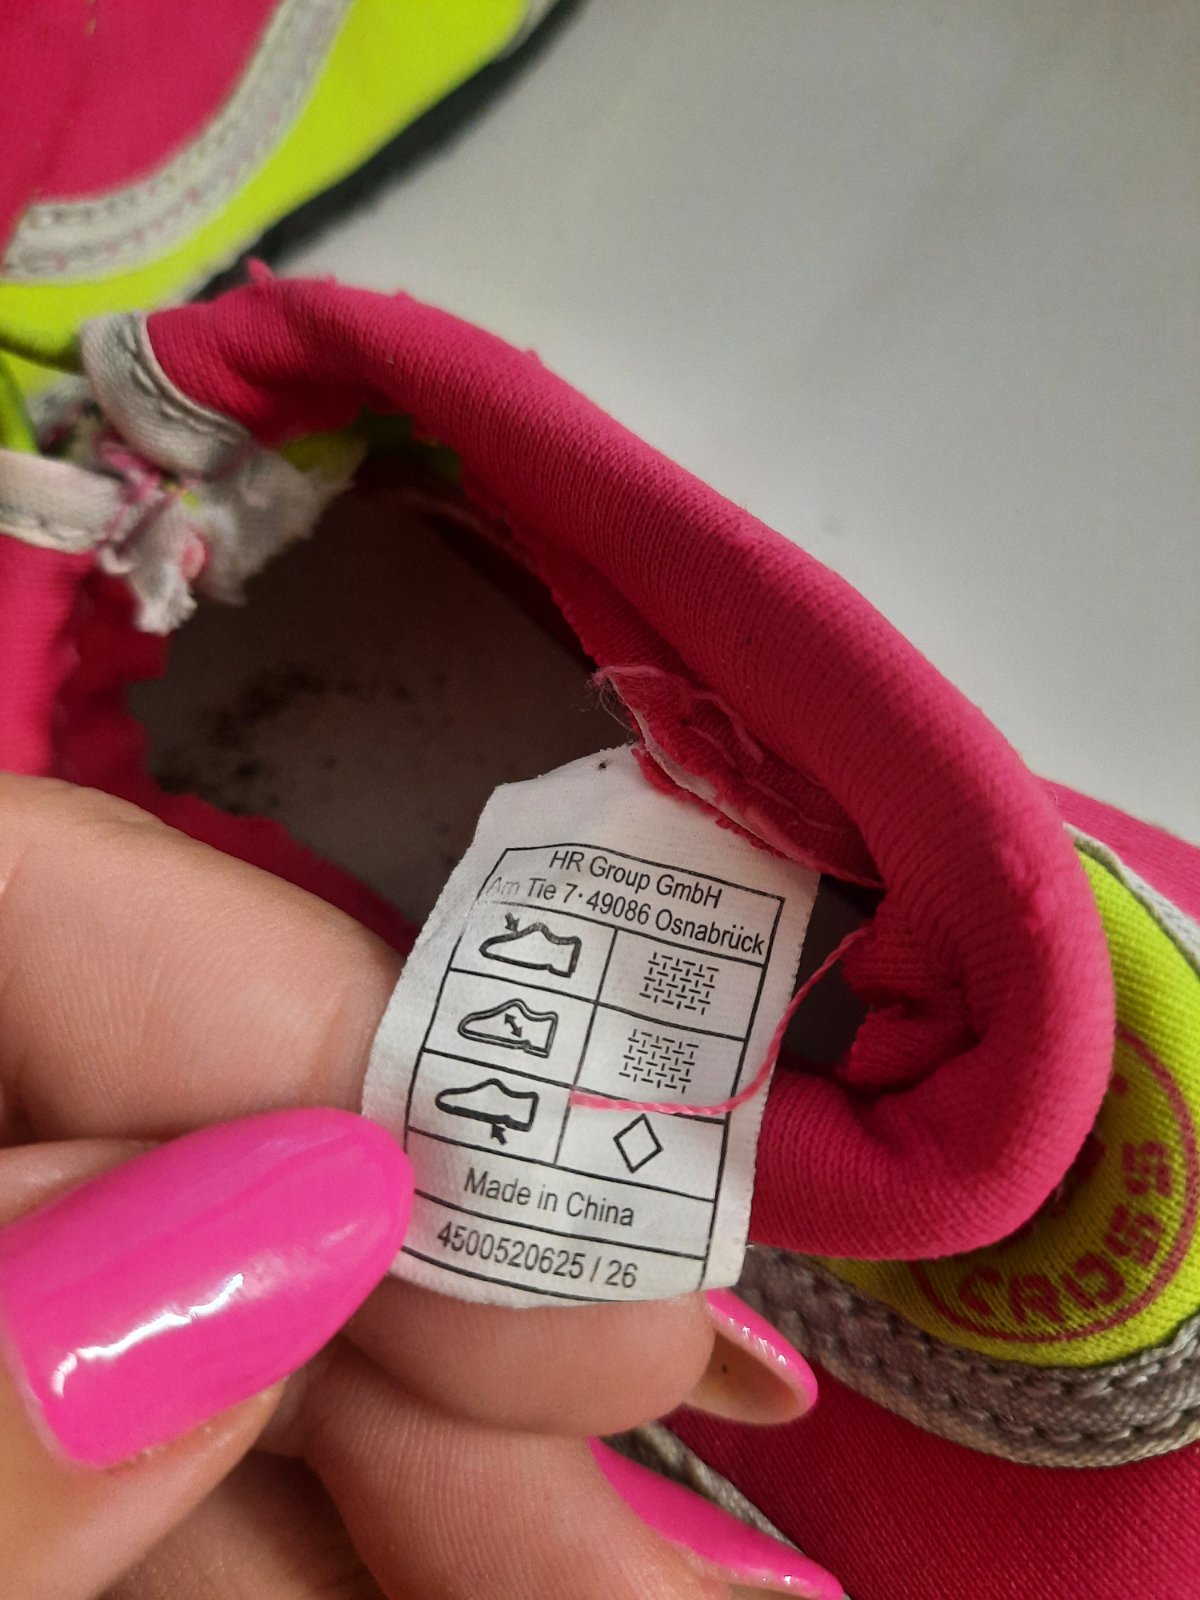 HR Group GmbH
Am Tie 7·49086 Osnabrück
Made in China
4500520625 / 26
CROSS